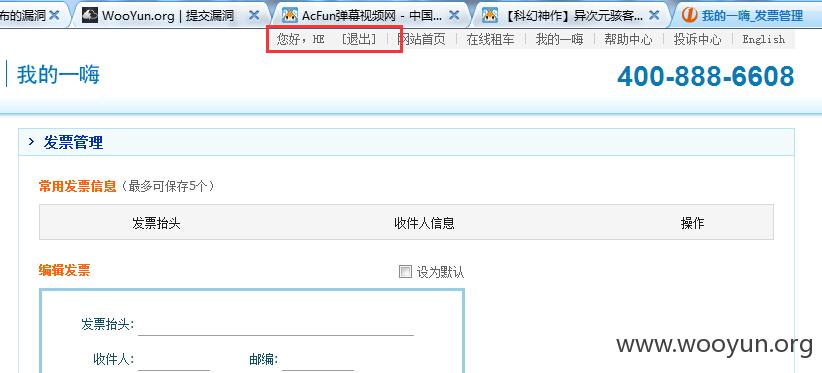 布的漏洞 WooYun.org | 提交漏洞 AcFun弹幕视频网 - 中国... 【科幻神作】异次元骇客... 我的一嗨_发票管理
您好，HE [退出] 网站首页 在线租车 我的一嗨 帮助中心 投诉中心 English
我的一嗨 400-888-6608
发票管理
常用发票信息（最多可保存5个）
发票抬头 收件人信息 操作
编辑发票 设为默认
发票抬头:
收件人: 邮编:
www.wooyun.org